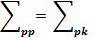 ∑pp = ∑pk